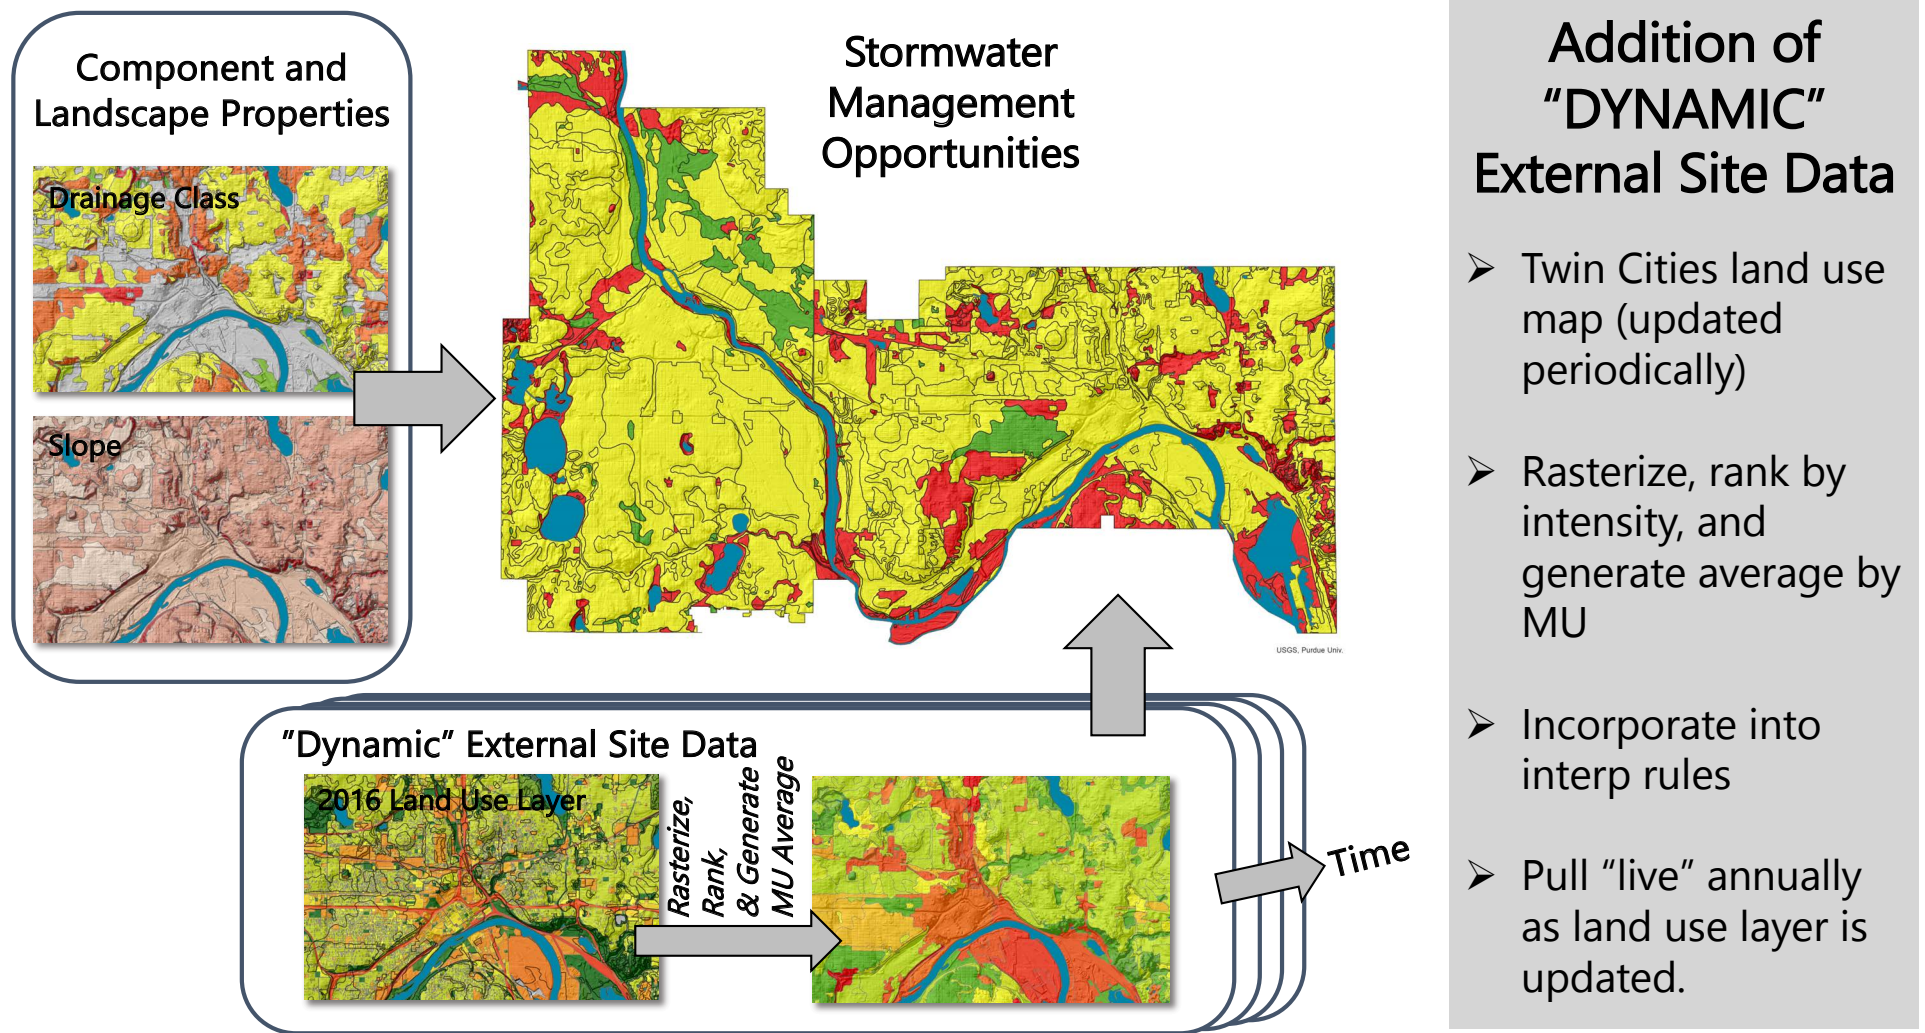 Component and
Landscape Properties
Drainage Class
Slope
Stormwater
Management
Opportunities
USGS, Purdue Univ.
"Dynamic" External Site Data
2016 Land Use Layer
Rasterize,
Rank,
& Generate
MU Average
Time
Addition of
“DYNAMIC”
External Site Data
➢ Twin Cities land use
map (updated
periodically)
➢ Rasterize, rank by
intensity, and
generate average by
MU
➢ Incorporate into
interp rules
➢ Pull “live” annually
as land use layer is
updated.